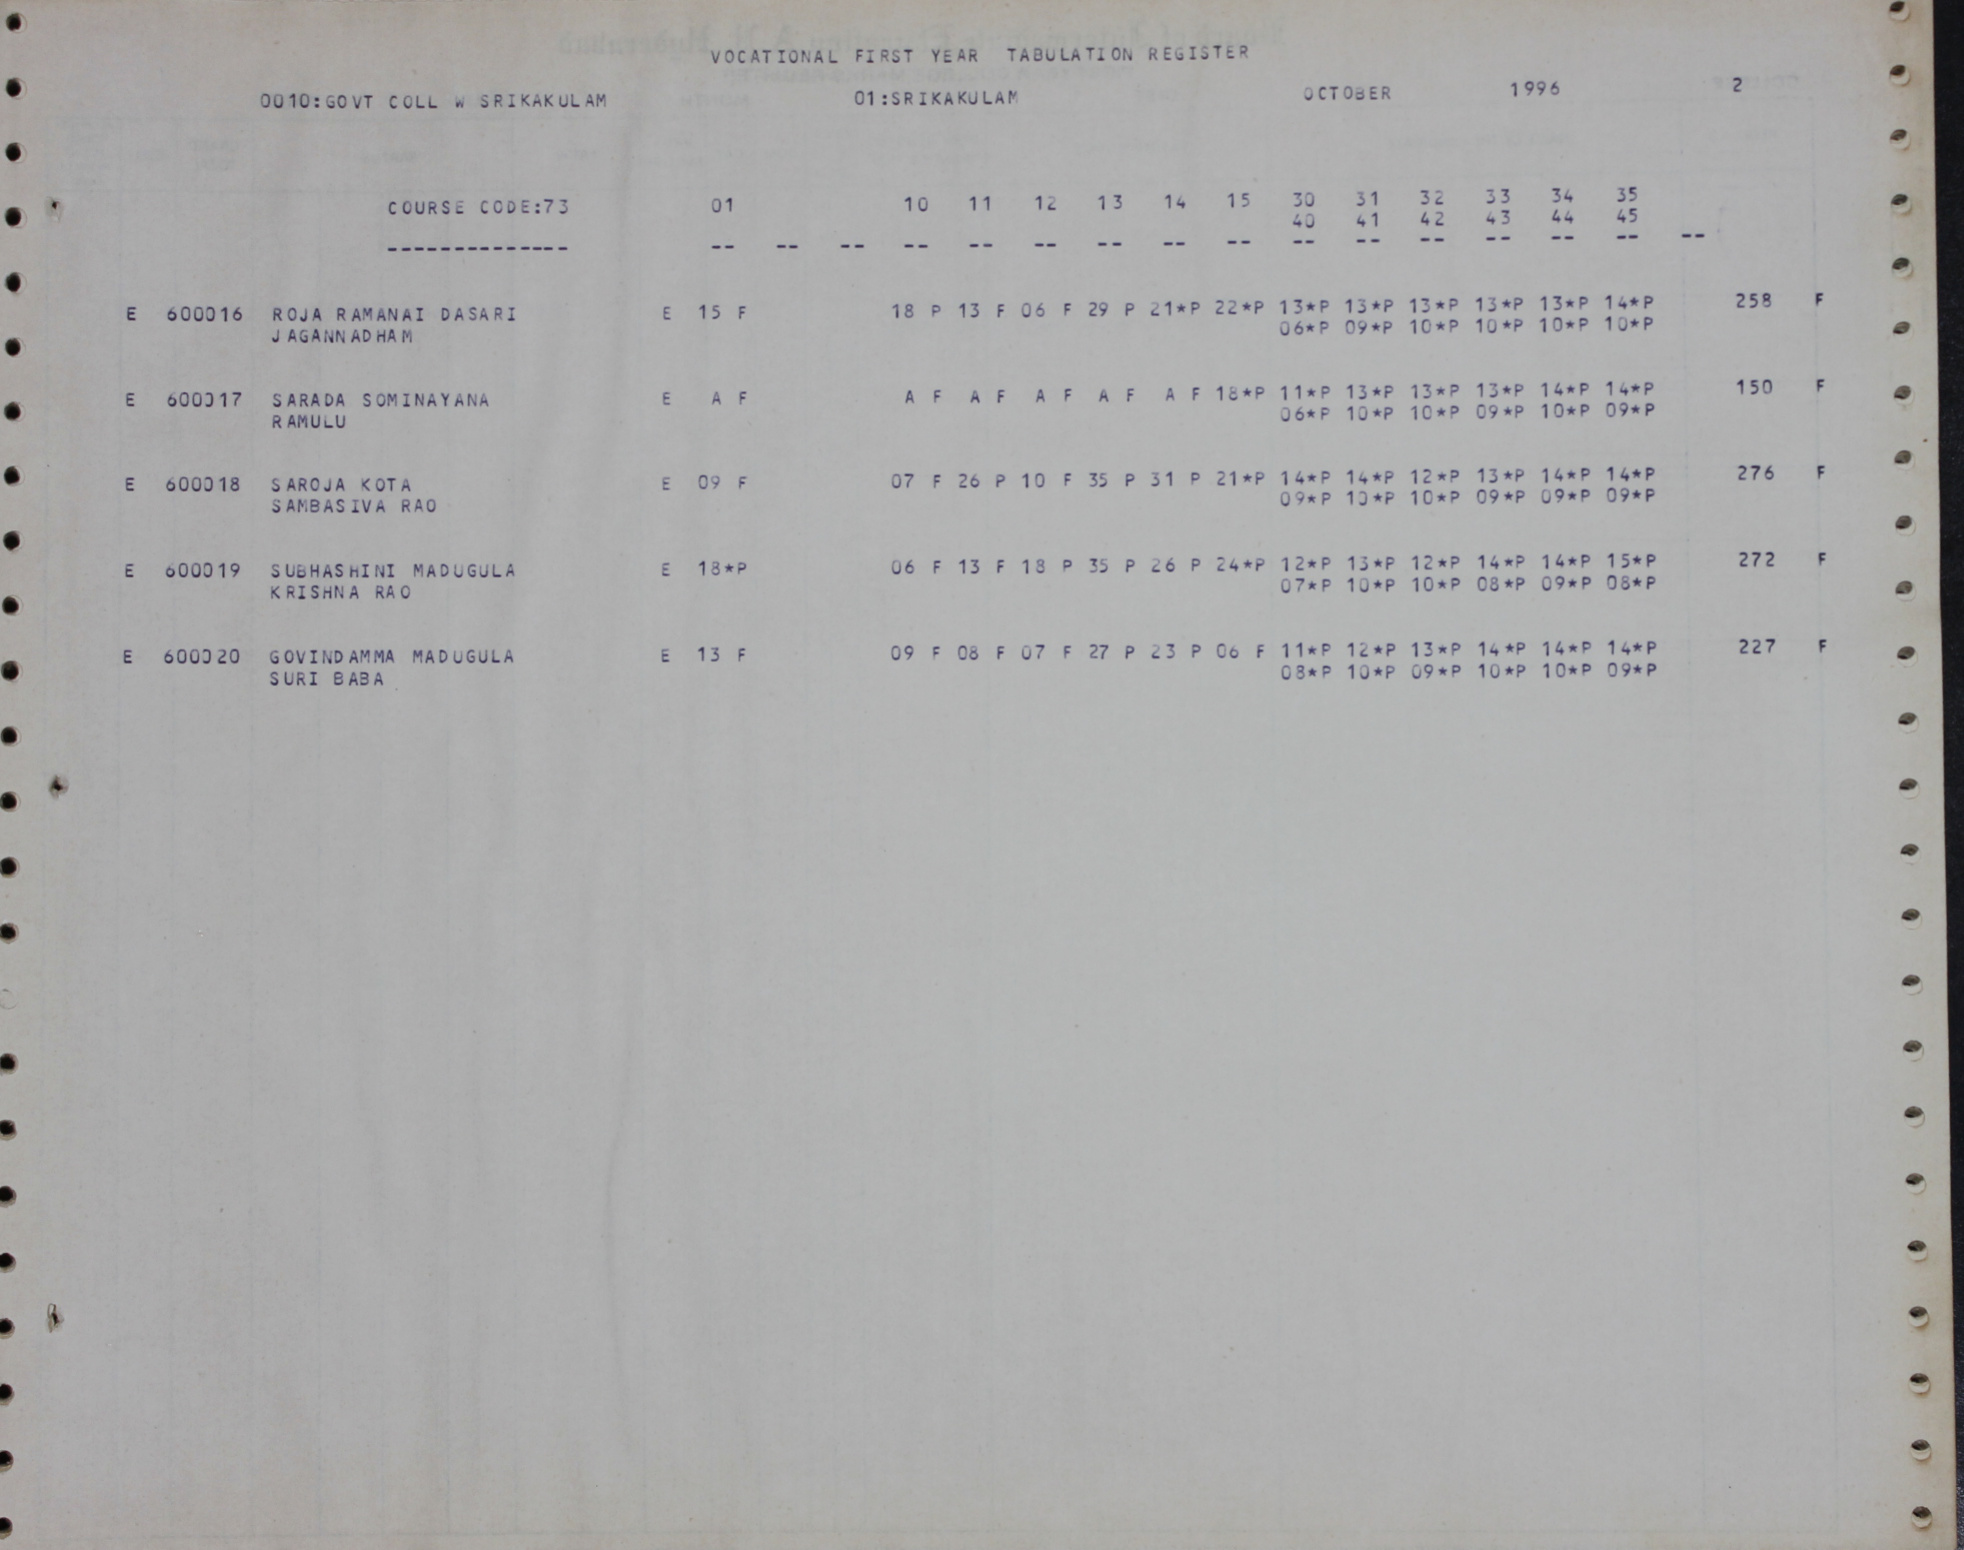 VOCATIONAL FIRST YEAR TABULATION REGISTER
0010:GOVT COLL W SRIKAKULAM 01:SRIKAKULAM OCTOBER 1996 2
COURSE CODE:73 01 10 11 12 13 14 15 30 31 32 33 34 35
40 41 42 43 44 45
-------------- -- -- -- -- -- -- -- -- -- -- -- -- -- -- -- --
E 600016 ROJA RAMANAI DASARI E 15 F 18 P 13 F 06 F 29 P 21*P 22*P 13*P 13*P 13*P 13*P 13*P 14*P 258 F
JAGANNADHAM 06*P 09*P 10*P 10*P 10*P 10*P
E 600017 SARADA SOMINAYANA E A F A F A F A F A F A F 18*P 11*P 13*P 13*P 13*P 14*P 14*P 150 F
RAMULU 06*P 10*P 10*P 09*P 10*P 09*P
E 600018 SAROJA KOTA E 09 F 07 F 26 P 10 F 35 P 31 P 21*P 14*P 14*P 12*P 13*P 14*P 14*P 276 F
SAMBASIVA RAO 09*P 10*P 10*P 09*P 09*P 09*P
E 600019 SUBHASHINI MADUGULA E 18*P 06 F 13 F 18 P 35 P 26 P 24*P 12*P 13*P 12*P 14*P 14*P 15*P 272 F
KRISHNA RAO 07*P 10*P 10*P 08*P 09*P 08*P
E 600020 GOVINDAMMA MADUGULA E 13 F 09 F 08 F 07 F 27 P 23 P 06 F 11*P 12*P 13*P 14*P 14*P 14*P 227 F
SURI BABA 08*P 10*P 09*P 10*P 10*P 09*P